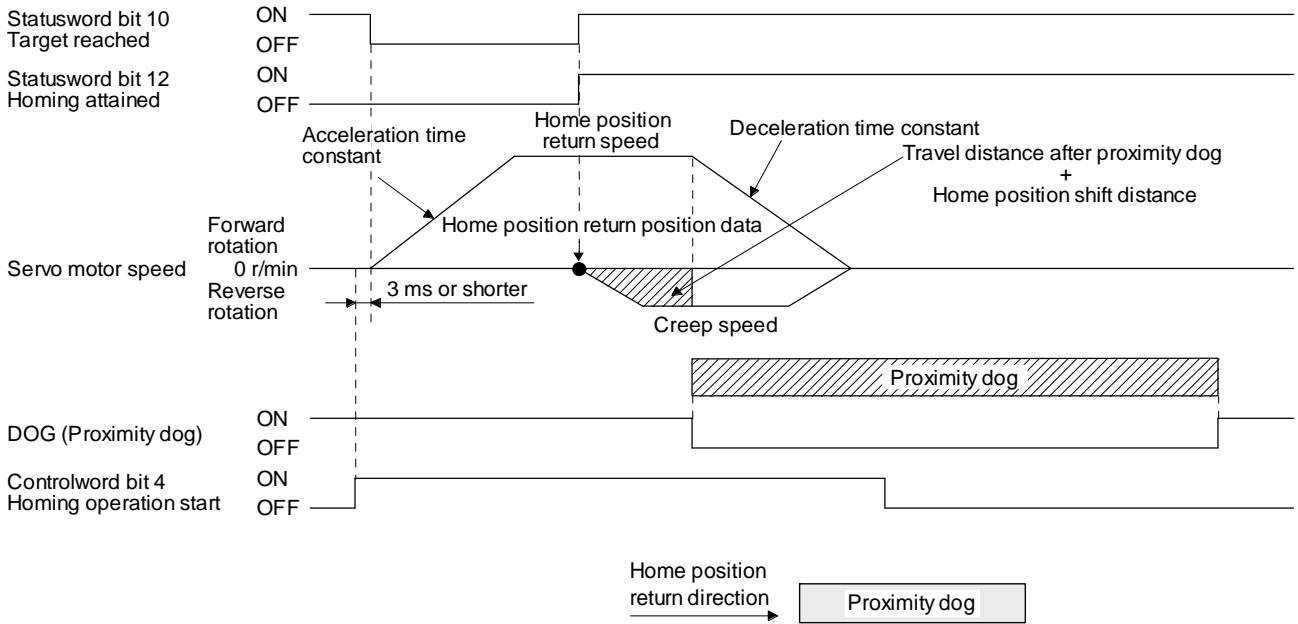 Statusword bit 10
Target reached
ON
OFF
Statusword bit 12
Homing attained
ON
OFF
Acceleration time
constant
Home position
return speed
Deceleration time constant
Travel distance after proximity dog
+
Home position shift distance
Home position return position data
Servo motor speed
Forward
rotation
0 r/min
Reverse
rotation
3 ms or shorter
Creep speed
Proximity dog
DOG (Proximity dog)
ON
OFF
Controlword bit 4
Homing operation start
ON
OFF
Home position
return direction
Proximity dog